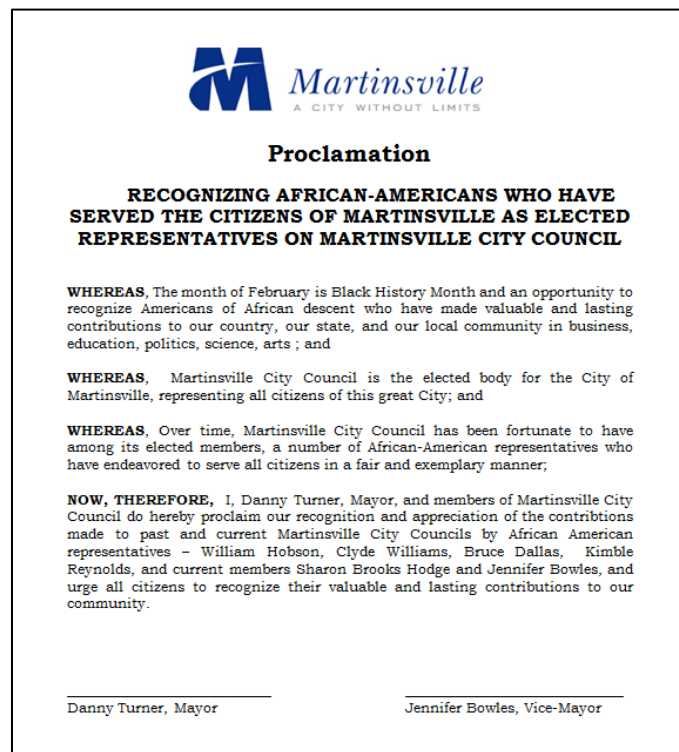 Martinsville
A CITY WITHOUT LIMITS
Proclamation
RECOGNIZING AFRICAN-AMERICANS WHO HAVE
SERVED THE CITIZENS OF MARTINSVILLE AS ELECTED
REPRESENTATIVES ON MARTINSVILLE CITY COUNCIL
WHEREAS, The month of February is Black History Month and an opportunity to
recognize Americans of African descent who have made valuable and lasting
contributions to our country, our state, and our local community in business,
education, politics, science, arts ; and
WHEREAS, Martinsville City Council is the elected body for the City of
Martinsville, representing all citizens of this great City; and
WHEREAS, Over time, Martinsville City Council has been fortunate to have
among its elected members, a number of African-American representatives who
have endeavored to serve all citizens in a fair and exemplary manner;
NOW, THEREFORE, I, Danny Turner, Mayor, and members of Martinsville City
Council do hereby proclaim our recognition and appreciation of the contribtions
made to past and current Martinsville City Councils by African American
representatives – William Hobson, Clyde Williams, Bruce Dallas, Kimble
Reynolds, and current members Sharon Brooks Hodge and Jennifer Bowles, and
urge all citizens to recognize their valuable and lasting contributions to our
community.
Danny Turner, Mayor Jennifer Bowles, Vice-Mayor